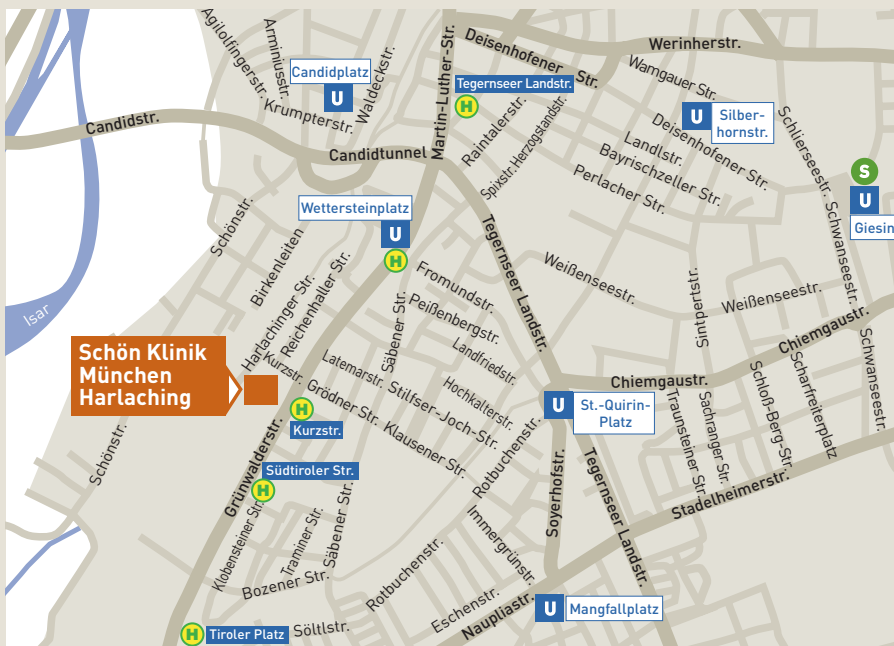 Agilolfingerstr.
Arminiusstr.
Candidplatz
U
Waldeckstr.
Krumpterstr.
Candidstr.
Candidtunnel
Martin-Luther-Str.
Deisenhofener Str.
Werinherstr.
Tegernseer Landstr.
H
Raintalerstr.
Spixstr.
Herzogstandstr.
Wamgauer Str.
U
Silber-
hornstr.
Deisenhofener Str.
Landlstr.
Bayrischzeller Str.
Perlacher Str.
Schlierseestr.
S
U
Giesin
Schwanseestr.
Wettersteinplatz
U
H
Schönstr.
Birkenleiten
Harlachinger Str.
Reichenhaller Str.
Fromundstr.
Peißenbergstr.
Säbener Str.
Landfriedstr.
Hochkalterstr.
Tegernseer Landstr.
Weißenseestr.
Sintpertstr.
Weißenseestr.
Chiemgaustr.
Isar
Schön Klinik
München
Harlaching
Kurzstr.
Latemarstr.
Grödner Str.
Stilfser-Joch-Str.
Klausener Str.
H
Kurzstr.
Chiemgaustr.
U
St.-Quirin-
Platz
Traunsteiner Str.
Sachranger Str.
Schloß-Berg-Str.
Scharfreiterplatz
Schwanseestr.
Schönstr.
Grünwalderstr.
Südtiroler Str.
H
Klobensteiner Str.
Traminer Str.
Säbener Str.
Bozener Str.
Rotbuchenstr.
Rotbuchenstr.
Immergrünstr.
Soyerhofstr.
Tegernseer Landstr.
Stadelheimerstr.
Eschenstr.
Naupliastr.
U
Mangfallplatz
H
Tiroler Platz
Söltlstr.